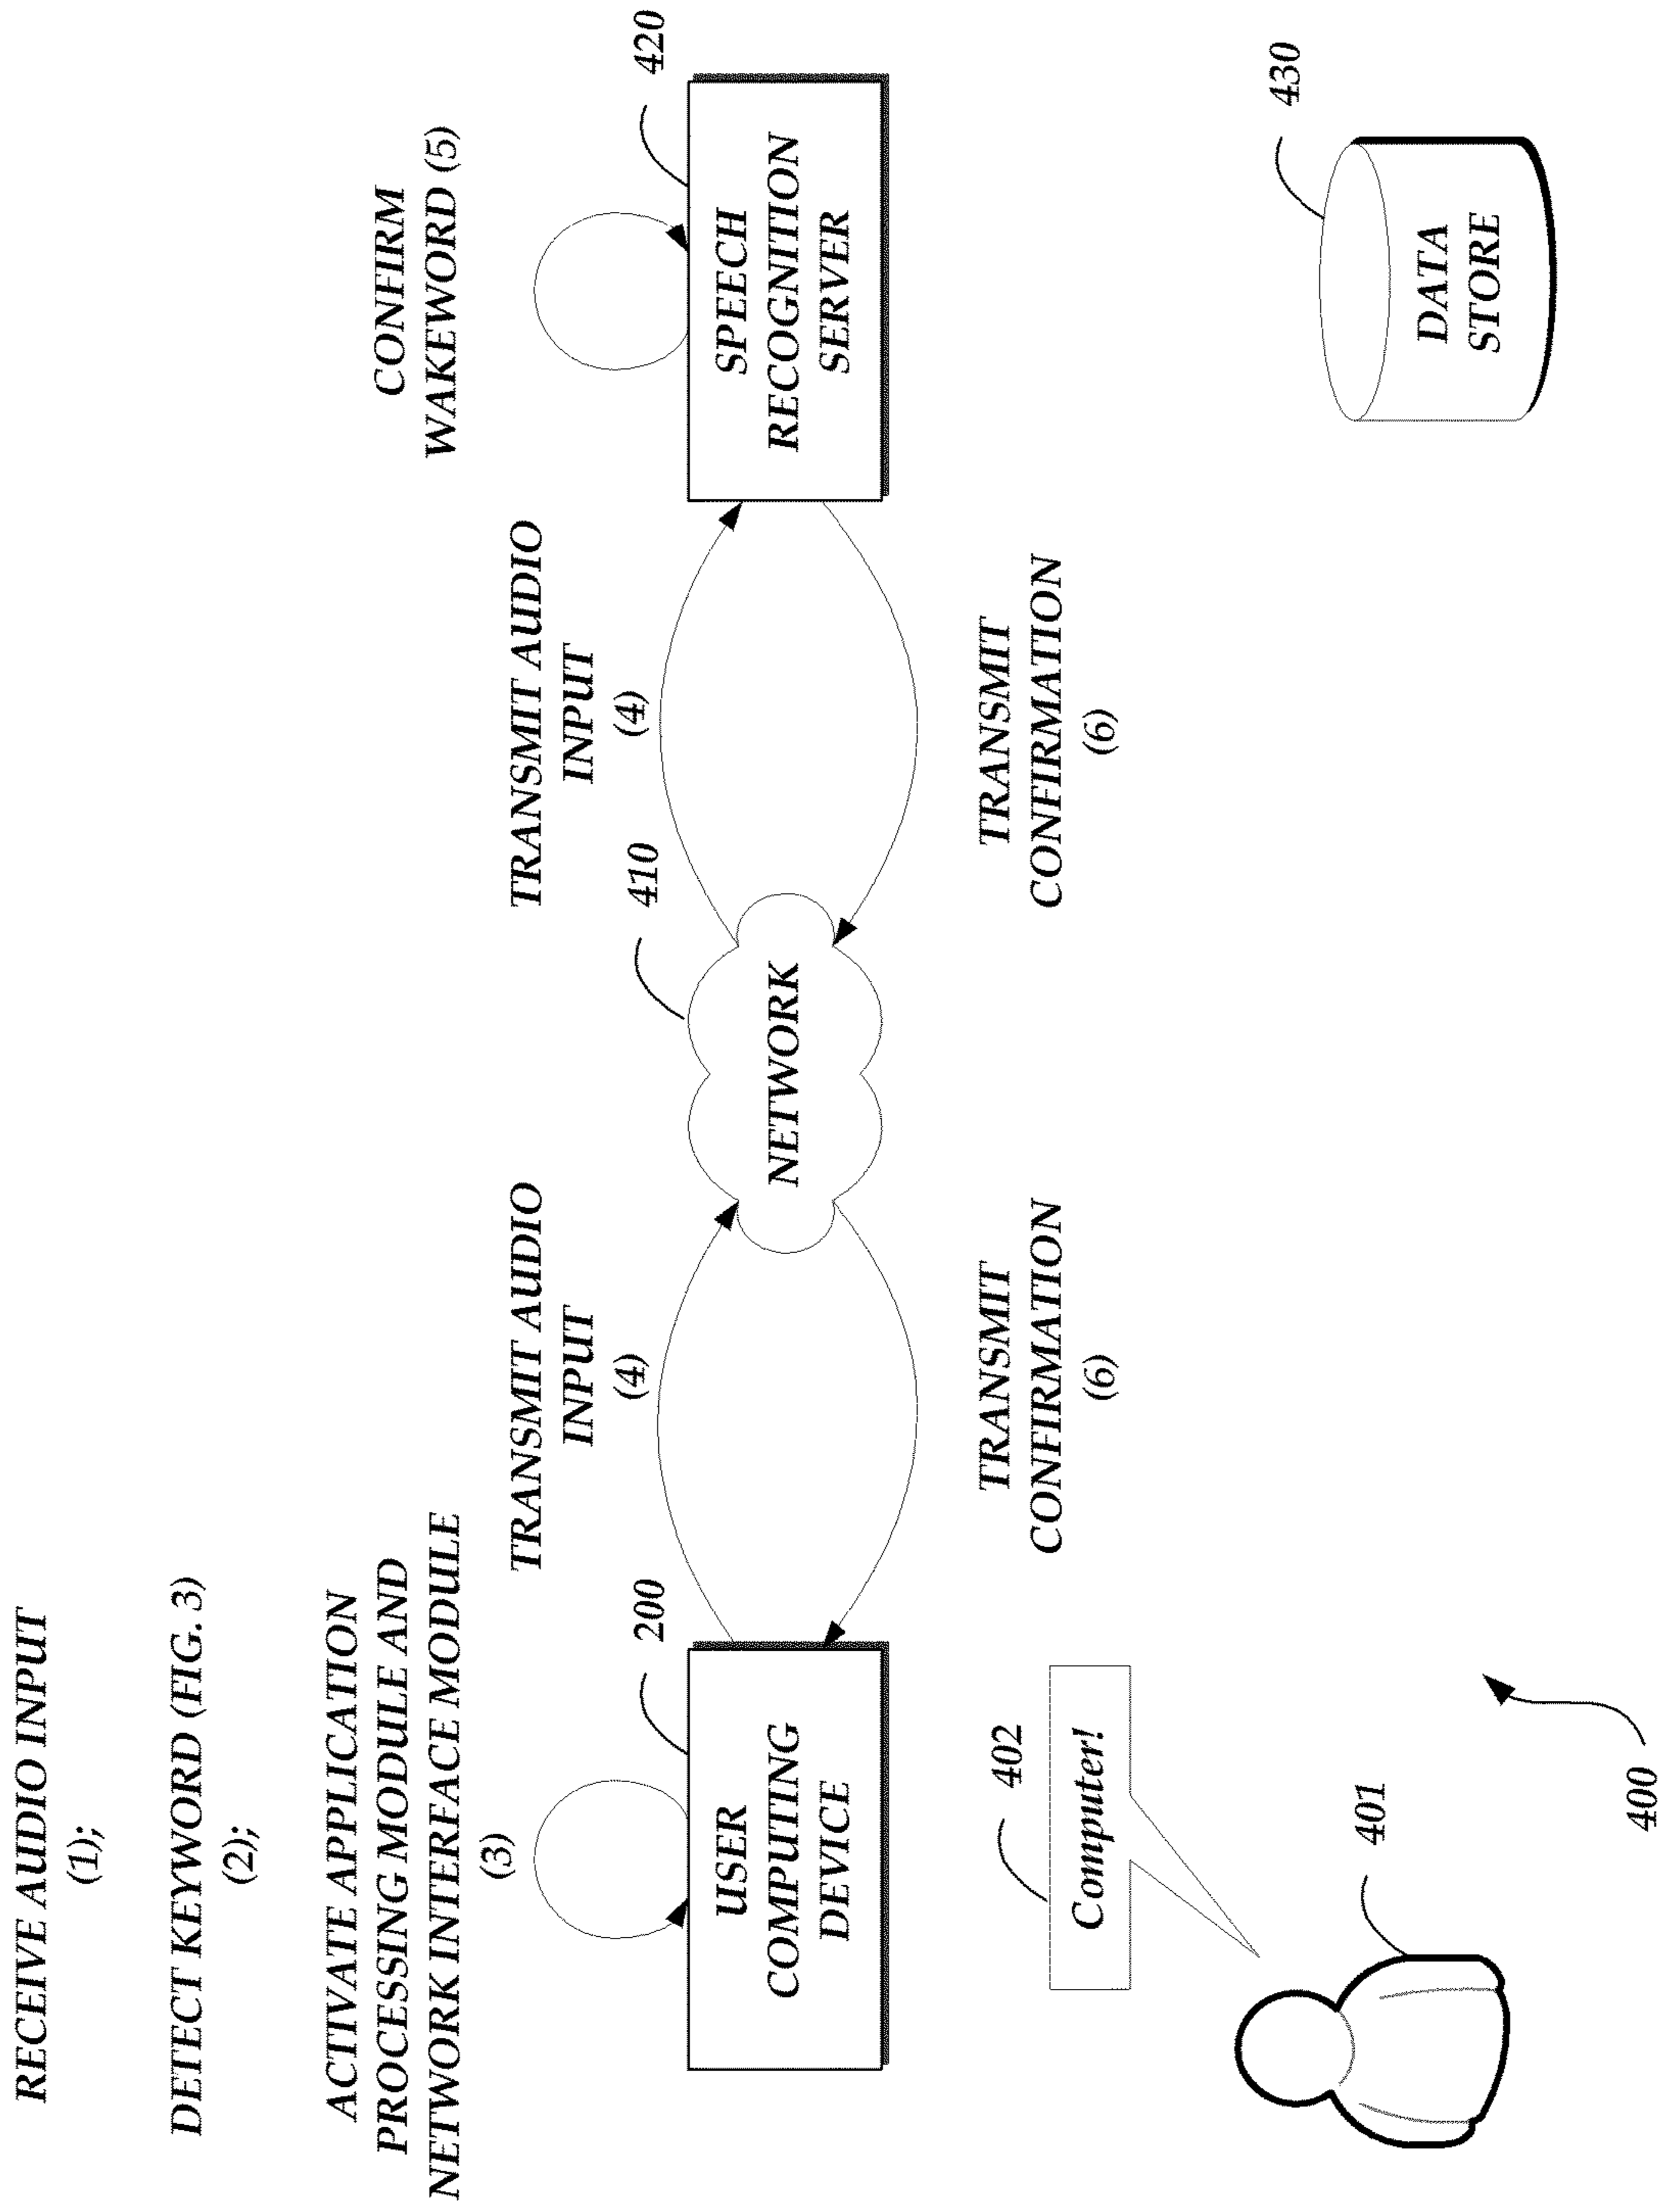 RECEIVE AUDIO INPUT
(1);
DETECT KEYWORD (FIG. 3)
(2);
ACTIVATE APPLICATION
PROCESSING MODULE AND
NETWORK INTERFACE MODULE
(3)
200
USER
COMPUTING
DEVICE
TRANSMIT AUDIO
INPUT
(4)
TRANSMIT
CONFIRMATION
(6)
410
NETWORK
TRANSMIT AUDIO
INPUT
(4)
TRANSMIT
CONFIRMATION
(6)
CONFIRM
WAKEWORD (5)
420
SPEECH
RECOGNITION
SERVER
402
Computer!
401
400
430
DATA
STORE